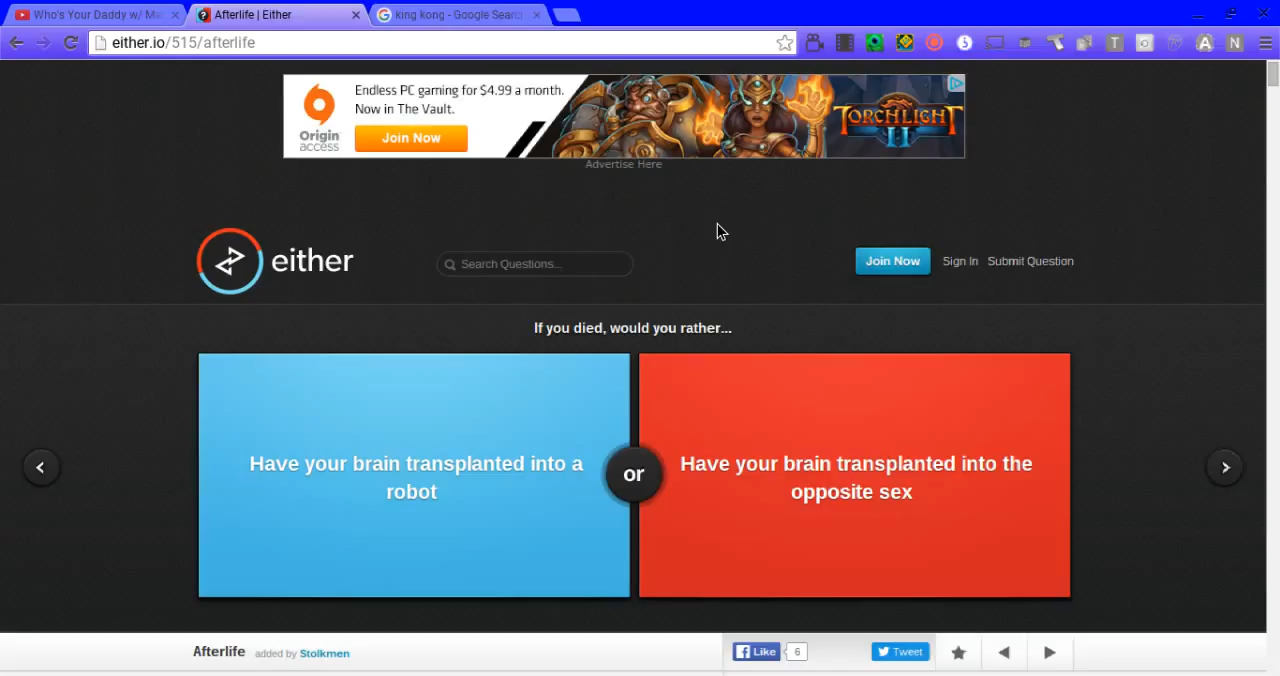 Who's Your Daddy w/ Ma
Afterlife | Either
king kong - Google Search
either.io/515/afterlife
Endless PC gaming for $4.99 a month.
Now in The Vault.
Join Now
Origin
access
TORCHLIGHT
II
Advertise Here
either
Search Questions...
Join Now
Sign In
Submit Question
If you died, would you rather...
Have your brain transplanted into a
robot
or
Have your brain transplanted into the
opposite sex
Afterlife added by Stolkmen
Like
6
Tweet